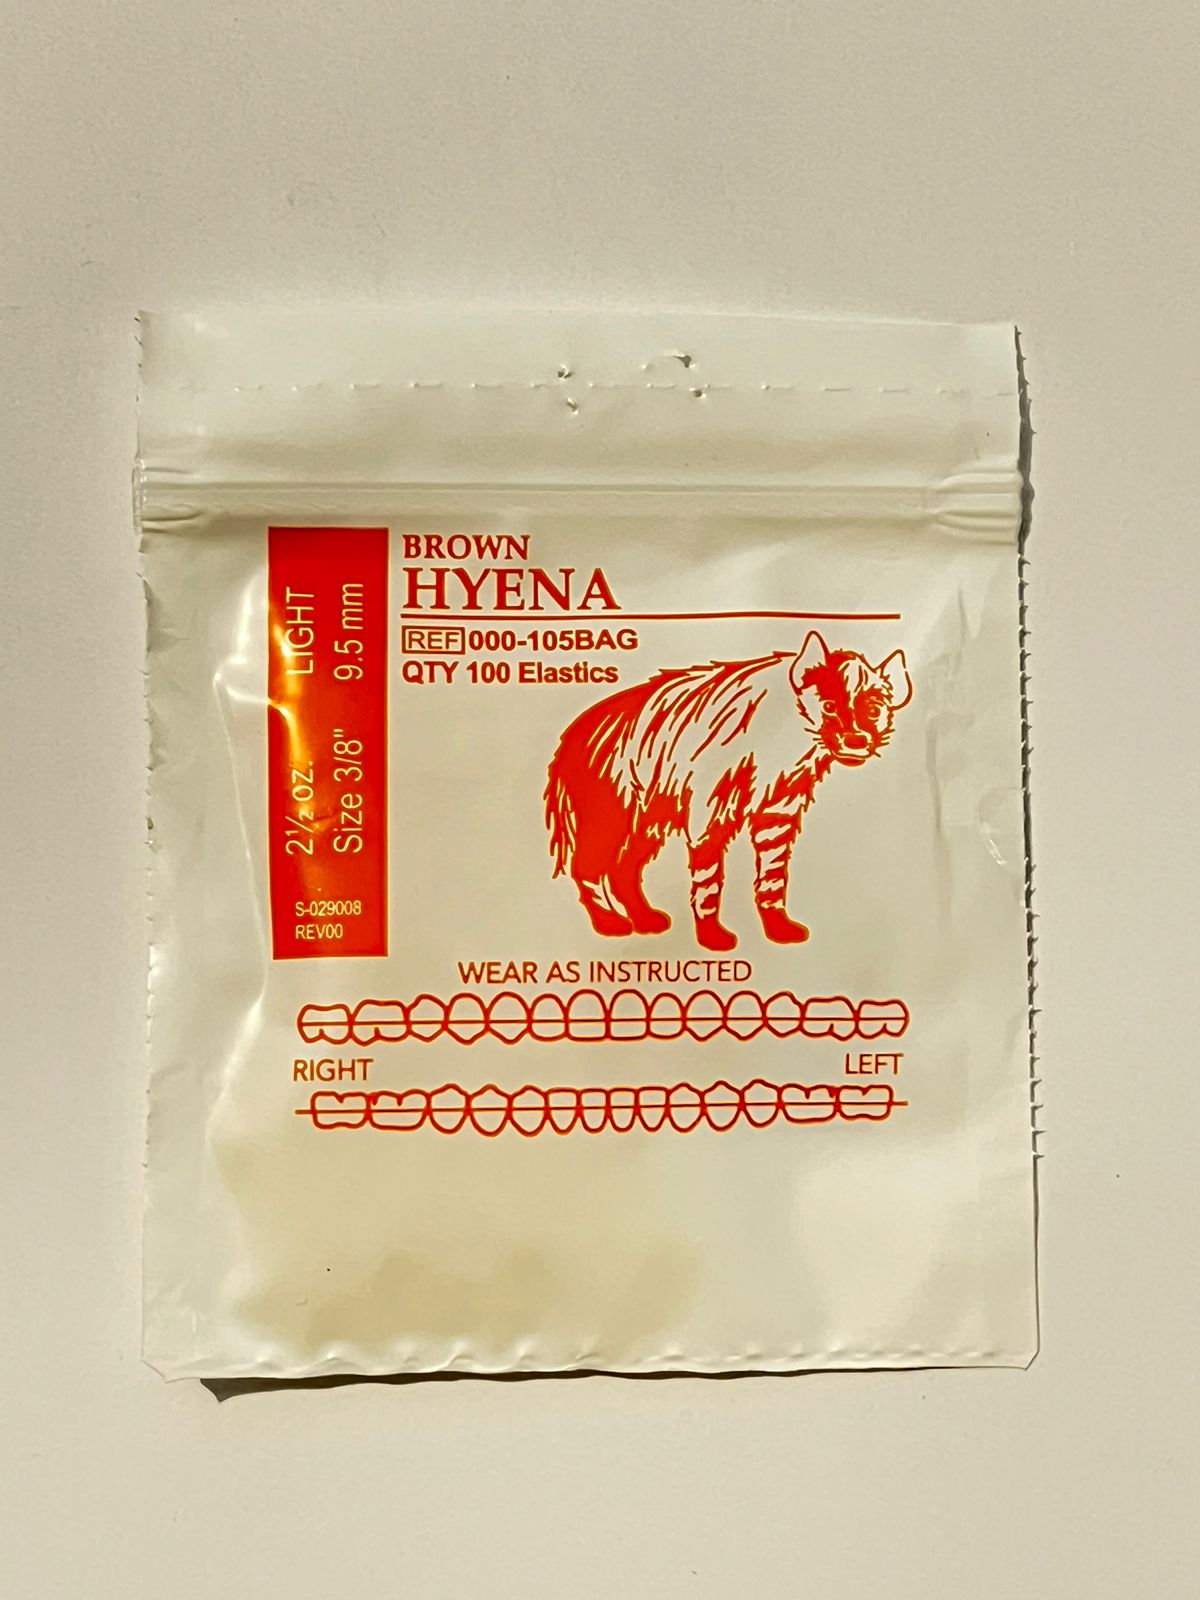 BROWN
HYENA
REF 000-105BAG
QTY 100 Elastics
2½ oz. LIGHT
Size 3/8" 9.5 mm
S-029008
REV00
WEAR AS INSTRUCTED
RIGHT
LEFT